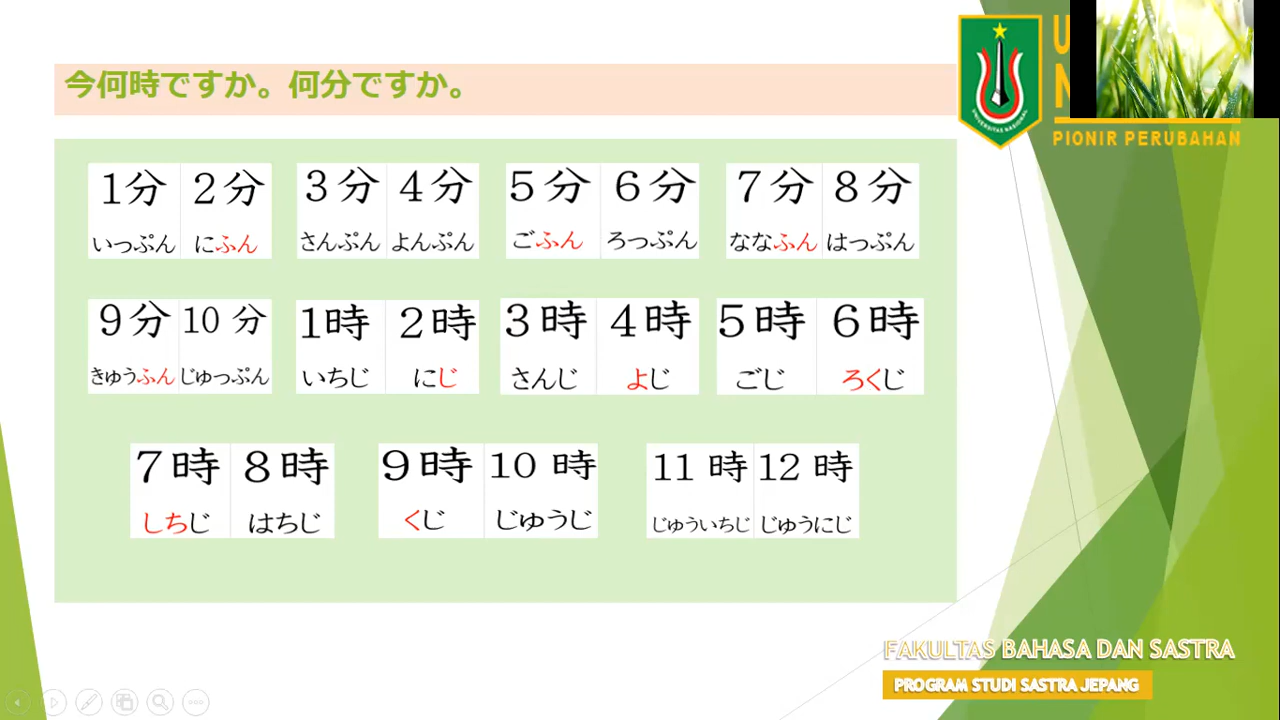 今何時ですか。何分ですか。
1分 2分 3分 4分 5分 6分 7分 8分
いっぷん にふん さんぷん よんぷん ごふん ろっぷん ななふん はっぷん
9分 10分 1時 2時 3時 4時 5時 6時
きゅうふん じゅっぷん いちじ にじ さんじ よじ ごじ ろくじ
7時 8時 9時 10時 11時 12時
しちじ はちじ くじ じゅうじ じゅういちじ じゅうにじ
UNIVERSITAS NASIONAL
PIONIR PERUBAHAN
FAKULTAS BAHASA DAN SASTRA
PROGRAM STUDI SASTRA JEPANG